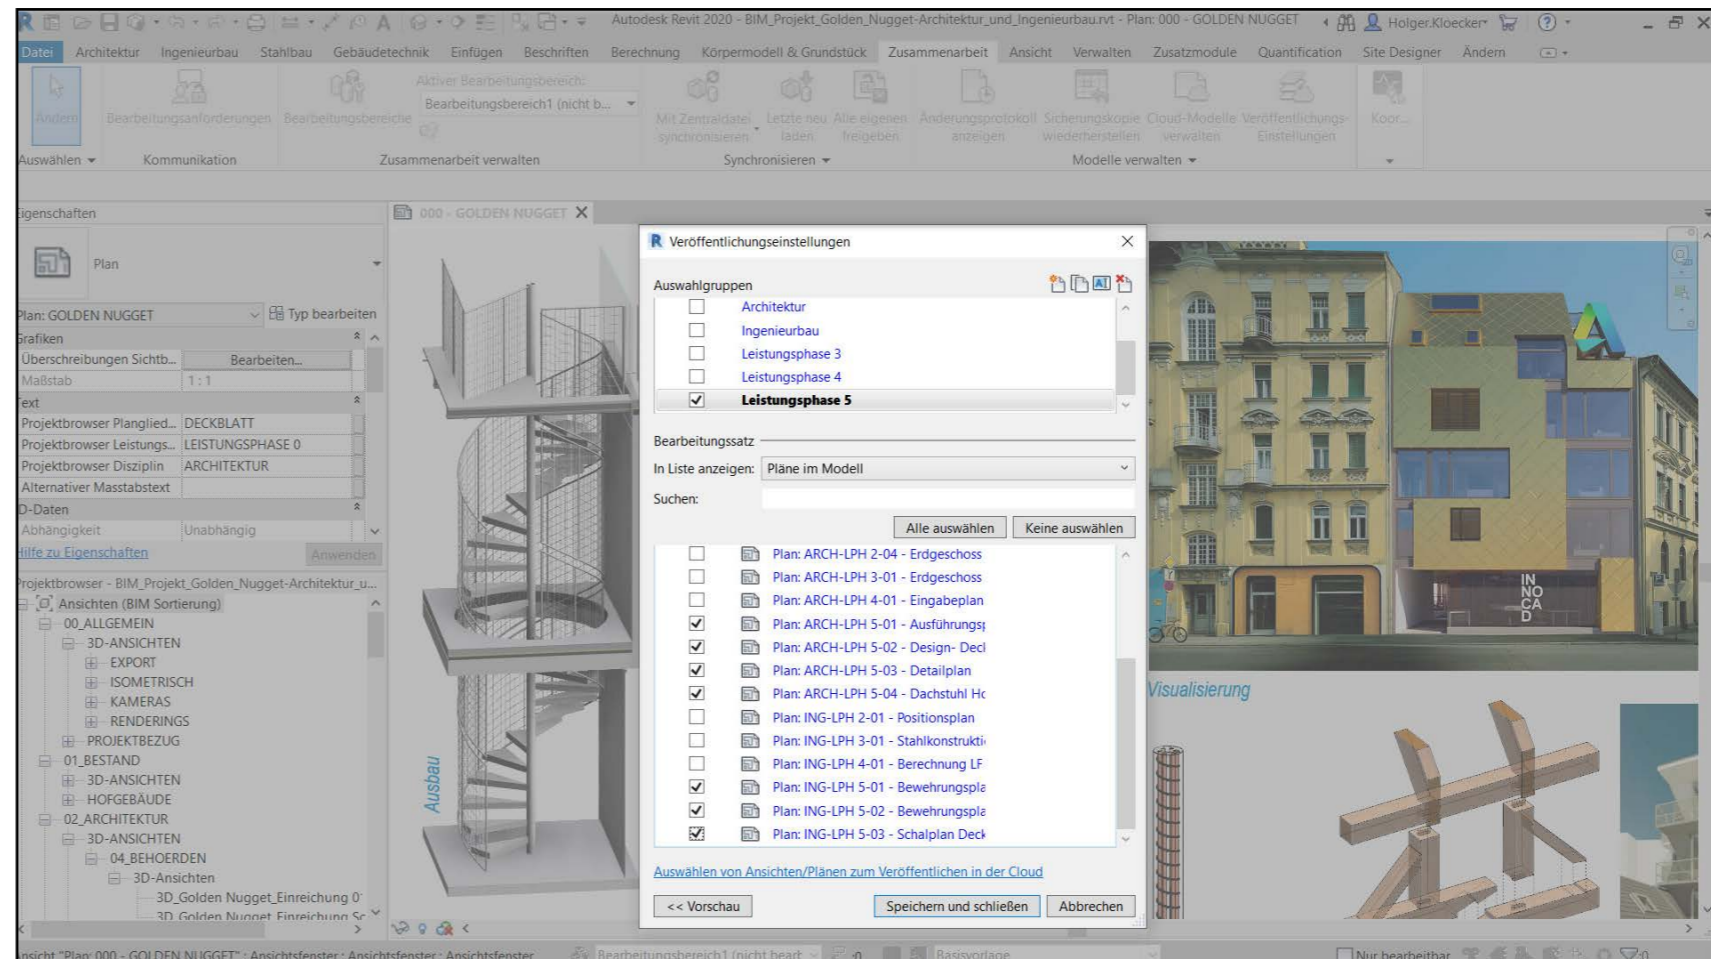 Autodesk Revit 2020 - BIM_Projekt_Golden_Nugget-Architektur_und_Ingenieurbau.rvt - Plan: 000 - GOLDEN NUGGET
Holger.Kloecker
Datei Architektur Ingenieurbau Stahlbau Gebäudetechnik Einfügen Beschriften Berechnung Körpermodell & Grundstück Zusammenarbeit Ansicht Verwalten Zusatzmodule Quantification Site Designer Ändern
Aktiver Bearbeitungsbereich:
Bearbeitungsbereich1 (nicht b...
Ändern Bearbeitungsanforderungen Bearbeitungsbereiche
Mit Zentraldatei synchronisieren
Letzte neu laden
Alle eigenen freigeben
Änderungsprotokoll anzeigen
Sicherungskopie wiederherstellen
Cloud-Modelle verwalten
Veröffentlichungs-Einstellungen
Koor...
Auswählen Kommunikation Zusammenarbeit verwalten Synchronisieren Modelle verwalten
Eigenschaften
Plan
Plan: GOLDEN NUGGET Typ bearbeiten
Grafiken
Überschreibungen Sichtb... Bearbeiten...
Maßstab 1 : 1
Text
Projektbrowser Planglied... DECKBLATT
Projektbrowser Leistungs... LEISTUNGSPHASE 0
Projektbrowser Disziplin ARCHITEKTUR
Alternativer Masstabstext
ID-Daten
Abhängigkeit Unabhängig
Hilfe zu Eigenschaften Anwenden
Projektbrowser - BIM_Projekt_Golden_Nugget-Architektur_u...
Ansichten (BIM Sortierung)
00_ALLGEMEIN
3D-ANSICHTEN
EXPORT
ISOMETRISCH
KAMERAS
RENDERINGS
PROJEKTBEZUG
01_BESTAND
3D-ANSICHTEN
HOFGEBÄUDE
02_ARCHITEKTUR
3D-ANSICHTEN
04_BEHOERDEN
3D-Ansichten
3D_Golden Nugget_Einreichung 0
3D_Golden Nugget_Einreichung Sc
000 - GOLDEN NUGGET
Ausbau
Veröffentlichungseinstellungen
Auswahlgruppen
Architektur
Ingenieurbau
Leistungsphase 3
Leistungsphase 4
Leistungsphase 5
Bearbeitungssatz
In Liste anzeigen: Pläne im Modell
Suchen:
Alle auswählen Keine auswählen
Plan: ARCH-LPH 2-04 - Erdgeschoss
Plan: ARCH-LPH 3-01 - Erdgeschoss
Plan: ARCH-LPH 4-01 - Eingabeplan
Plan: ARCH-LPH 5-01 - Ausführungsp
Plan: ARCH-LPH 5-02 - Design- Deck
Plan: ARCH-LPH 5-03 - Detailplan
Plan: ARCH-LPH 5-04 - Dachstuhl Ho
Plan: ING-LPH 2-01 - Positionsplan
Plan: ING-LPH 3-01 - Stahlkonstrukti
Plan: ING-LPH 4-01 - Berechnung LF
Plan: ING-LPH 5-01 - Bewehrungspla
Plan: ING-LPH 5-02 - Bewehrungspla
Plan: ING-LPH 5-03 - Schalplan Deck
Auswählen von Ansichten/Plänen zum Veröffentlichen in der Cloud
<< Vorschau Speichern und schließen Abbrechen
IN
NO
CA
D
Visualisierung
Ansicht "Plan: 000 - GOLDEN NUGGET" : Ansichtsfenster : Ansichtsfenster : Ansichtsfenster
Bearbeitungsbereich1 (nicht bearb :0 Basisvorlage Nur bearbeitbar :0